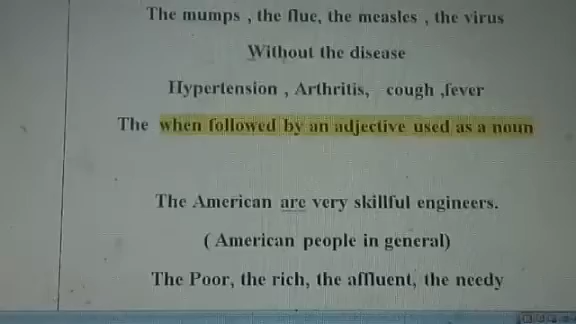 The mumps , the flue, the measles , the virus
Without the disease
Hypertension , Arthritis, cough ,fever
The when followed by an adjective used as a noun
The American are very skillful engineers.
( American people in general)
The Poor, the rich, the affluent, the needy